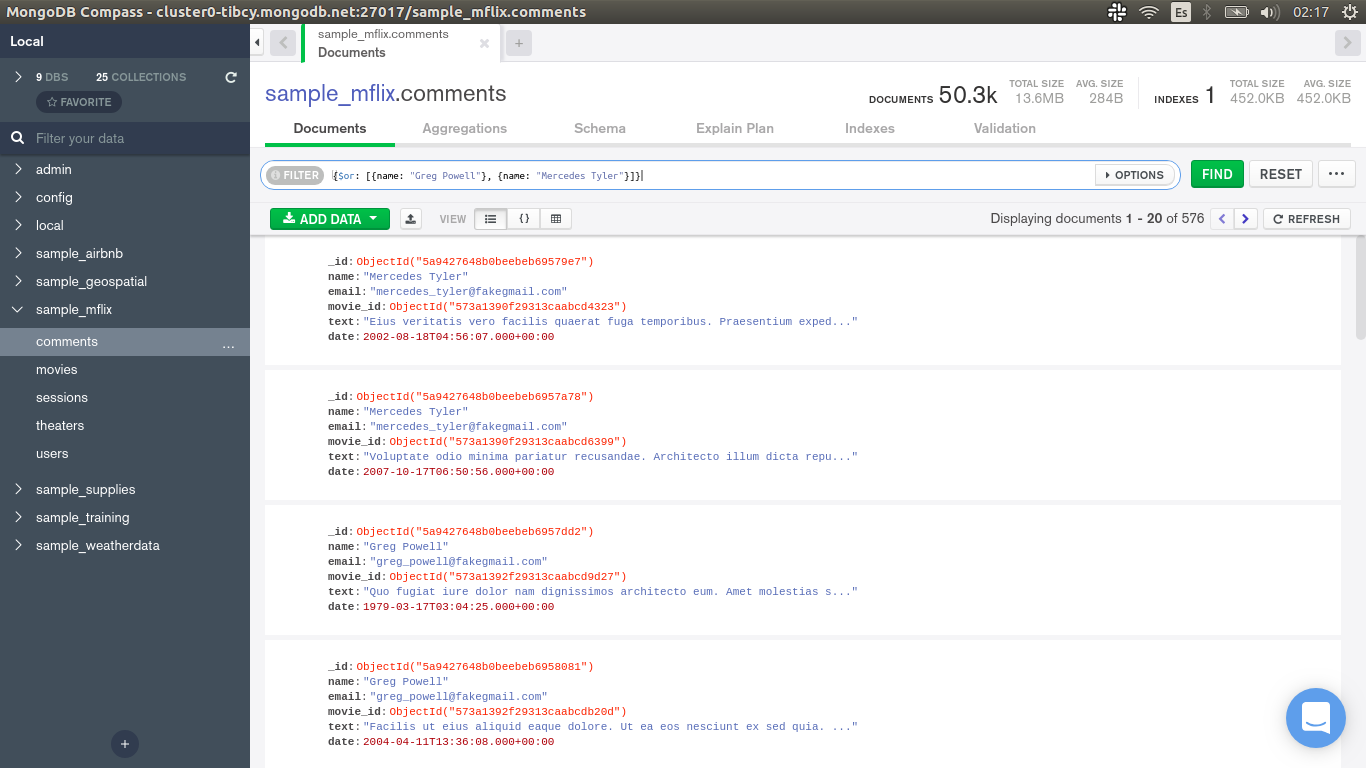 MongoDB Compass - cluster0-tibcy.mongodb.net:27017/sample_mflix.comments
Es
02:17
Local
9 DBS 25 COLLECTIONS
FAVORITE
Filter your data
admin
config
local
sample_airbnb
sample_geospatial
sample_mflix
comments ...
movies
sessions
theaters
users
sample_supplies
sample_training
sample_weatherdata
+
sample_mflix.comments
Documents
+
sample_mflix.comments
DOCUMENTS 50.3k TOTAL SIZE 13.6MB AVG. SIZE 284B
INDEXES 1 TOTAL SIZE 452.0KB AVG. SIZE 452.0KB
Documents Aggregations Schema Explain Plan Indexes Validation
FILTER {$or: [{name: "Greg Powell"}, {name: "Mercedes Tyler"}]} OPTIONS FIND RESET ...
ADD DATA VIEW {} Displaying documents 1 - 20 of 576 < > REFRESH
_id: ObjectId("5a9427648b0beebeb69579e7")
name: "Mercedes Tyler"
email: "mercedes_tyler@fakegmail.com"
movie_id: ObjectId("573a1390f29313caabcd4323")
text: "Eius veritatis vero facilis quaerat fuga temporibus. Praesentium exped..."
date: 2002-08-18T04:56:07.000+00:00
_id: ObjectId("5a9427648b0beebeb6957a78")
name: "Mercedes Tyler"
email: "mercedes_tyler@fakegmail.com"
movie_id: ObjectId("573a1390f29313caabcd6399")
text: "Voluptate odio minima pariatur recusandae. Architecto illum dicta repu..."
date: 2007-10-17T06:50:56.000+00:00
_id: ObjectId("5a9427648b0beebeb6957dd2")
name: "Greg Powell"
email: "greg_powell@fakegmail.com"
movie_id: ObjectId("573a1392f29313caabcd9d27")
text: "Quo fugiat iure dolor nam dignissimos architecto eum. Amet molestias s..."
date: 1979-03-17T03:04:25.000+00:00
_id: ObjectId("5a9427648b0beebeb6958081")
name: "Greg Powell"
email: "greg_powell@fakegmail.com"
movie_id: ObjectId("573a1392f29313caabcdb20d")
text: "Facilis ut eius aliquid eaque dolore. Ut ea eos nesciunt ex sed quia. ..."
date: 2004-04-11T13:36:08.000+00:00